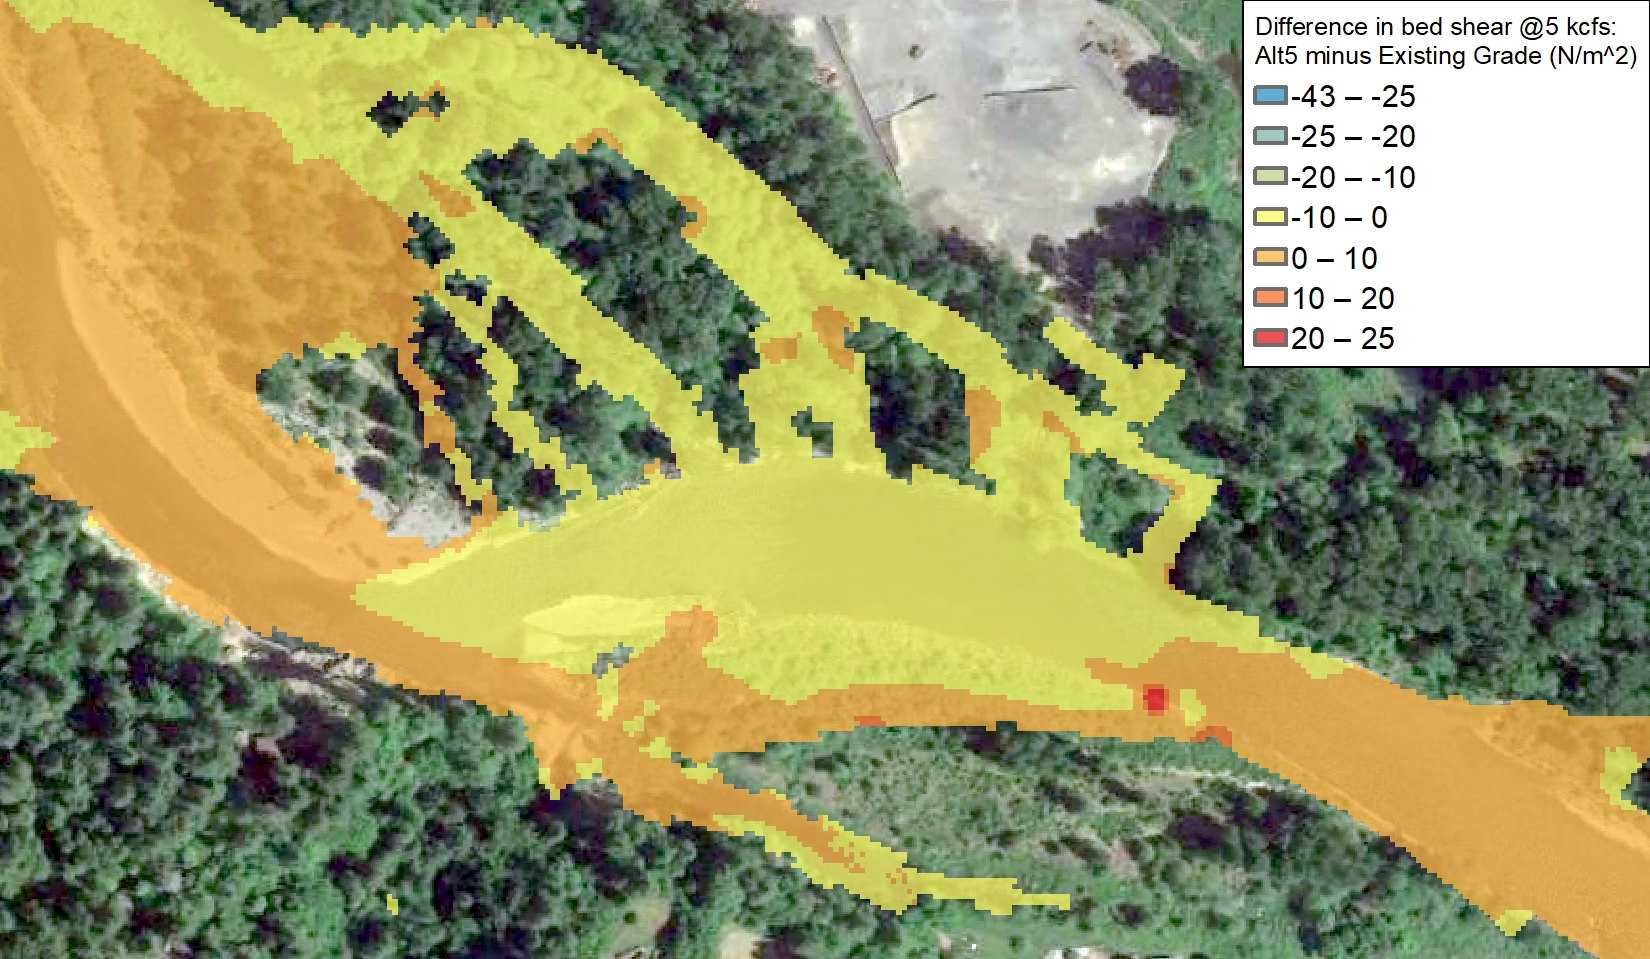 Difference in bed shear @5 kcfs:
Alt5 minus Existing Grade (N/m^2)
-43 – -25
-25 – -20
-20 – -10
-10 – 0
0 – 10
10 – 20
20 – 25